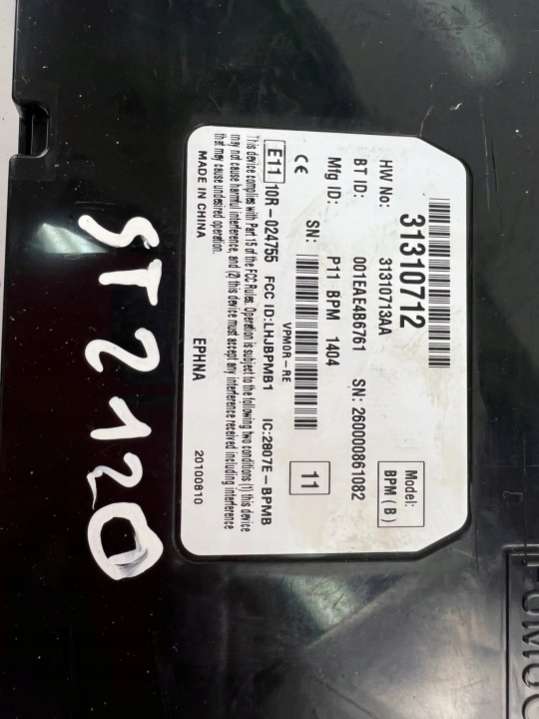 31310712
HW No: 31310713AA
BT ID: 001EAE4B6761 SN: 260000861082
Mfg ID: P11 BPM 1404
Model:
BPM (B)
SN:
11
VPM0R-RE
CE
E11 10R-024755 FCC ID:LHJBPMB1 IC:2807E-BPMB
This device complies with Part 15 of the FCC Rules. Operation is subject to the following two conditions (1) this device
may not cause harmful interference, and (2) this device must accept any interference received including interference
that may cause undesired operation.
MADE IN CHINA EPHNA 20100810
ST2120